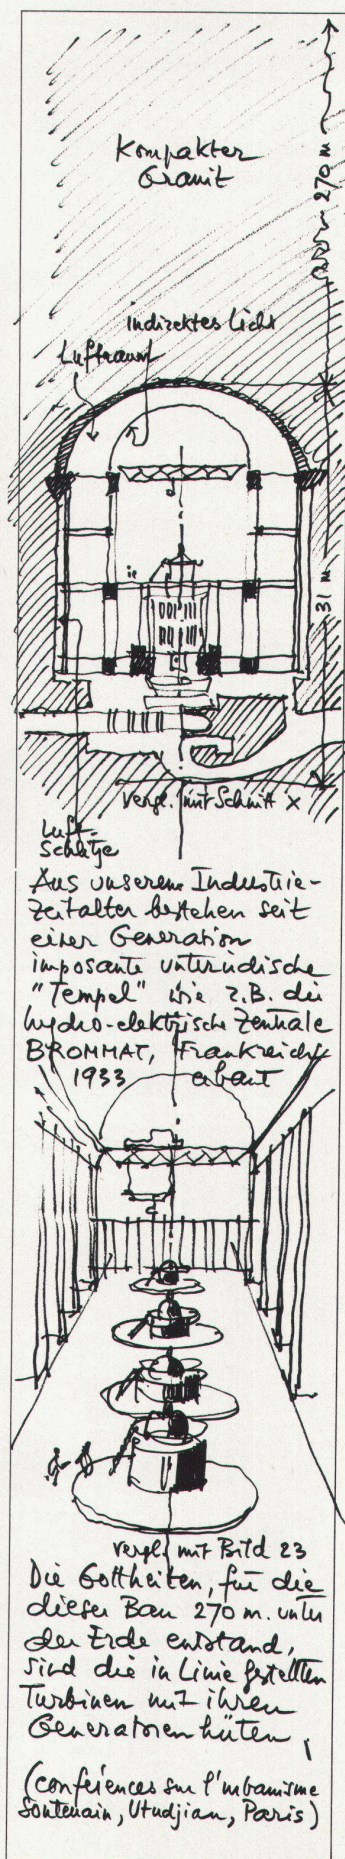 Kompakter
Granit
270 m
indirektes Licht
Luftraum
31 m
vergl. mit Schnitt X
Luft-
Schlitze
Aus unserem Industrie-
zeitalter bestehen seit
einer Generation
imposante unterirdische
"Tempel" wie z.B. die
hydro-elektrische Zentrale
BROMMAT, Frankreich
1933 erbaut
vergl. mit Bild 23
Die Gottheiten, für die
dieser Bau 270 m. unter
der Erde entstand,
sind die in Linie gestellten
Turbinen mit ihren
Generatorenhüten
(conférences sur l'urbanisme
souterrain, Utudjian, Paris)